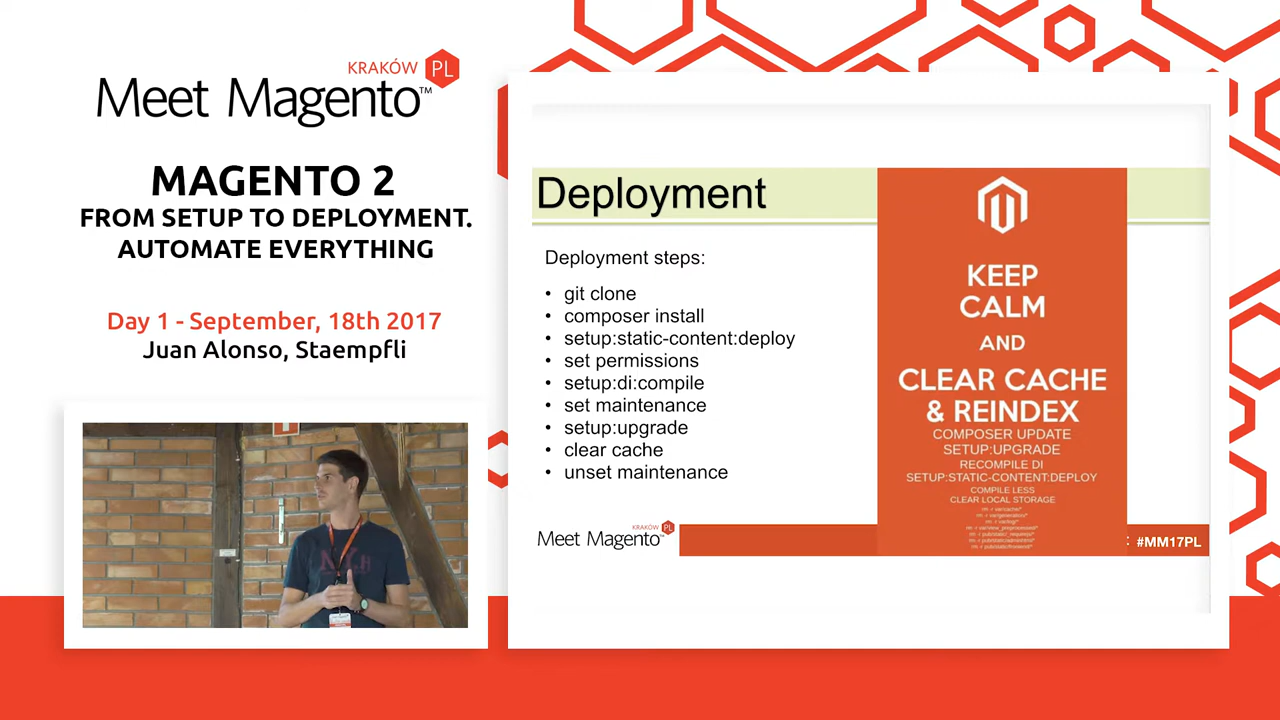 KRAKÓW PL
Meet Magento™
MAGENTO 2
FROM SETUP TO DEPLOYMENT.
AUTOMATE EVERYTHING
Day 1 - September, 18th 2017
Juan Alonso, Staempfli
Deployment
Deployment steps:
• git clone
• composer install
• setup:static-content:deploy
• set permissions
• setup:di:compile
• set maintenance
• setup:upgrade
• clear cache
• unset maintenance
KEEP
CALM
AND
CLEAR CACHE
& REINDEX
COMPOSER UPDATE
SETUP:UPGRADE
RECOMPILE DI
SETUP:STATIC-CONTENT:DEPLOY
COMPILE LESS
CLEAR LOCAL STORAGE
KRAKÓW PL
Meet Magento™
: #MM17PL